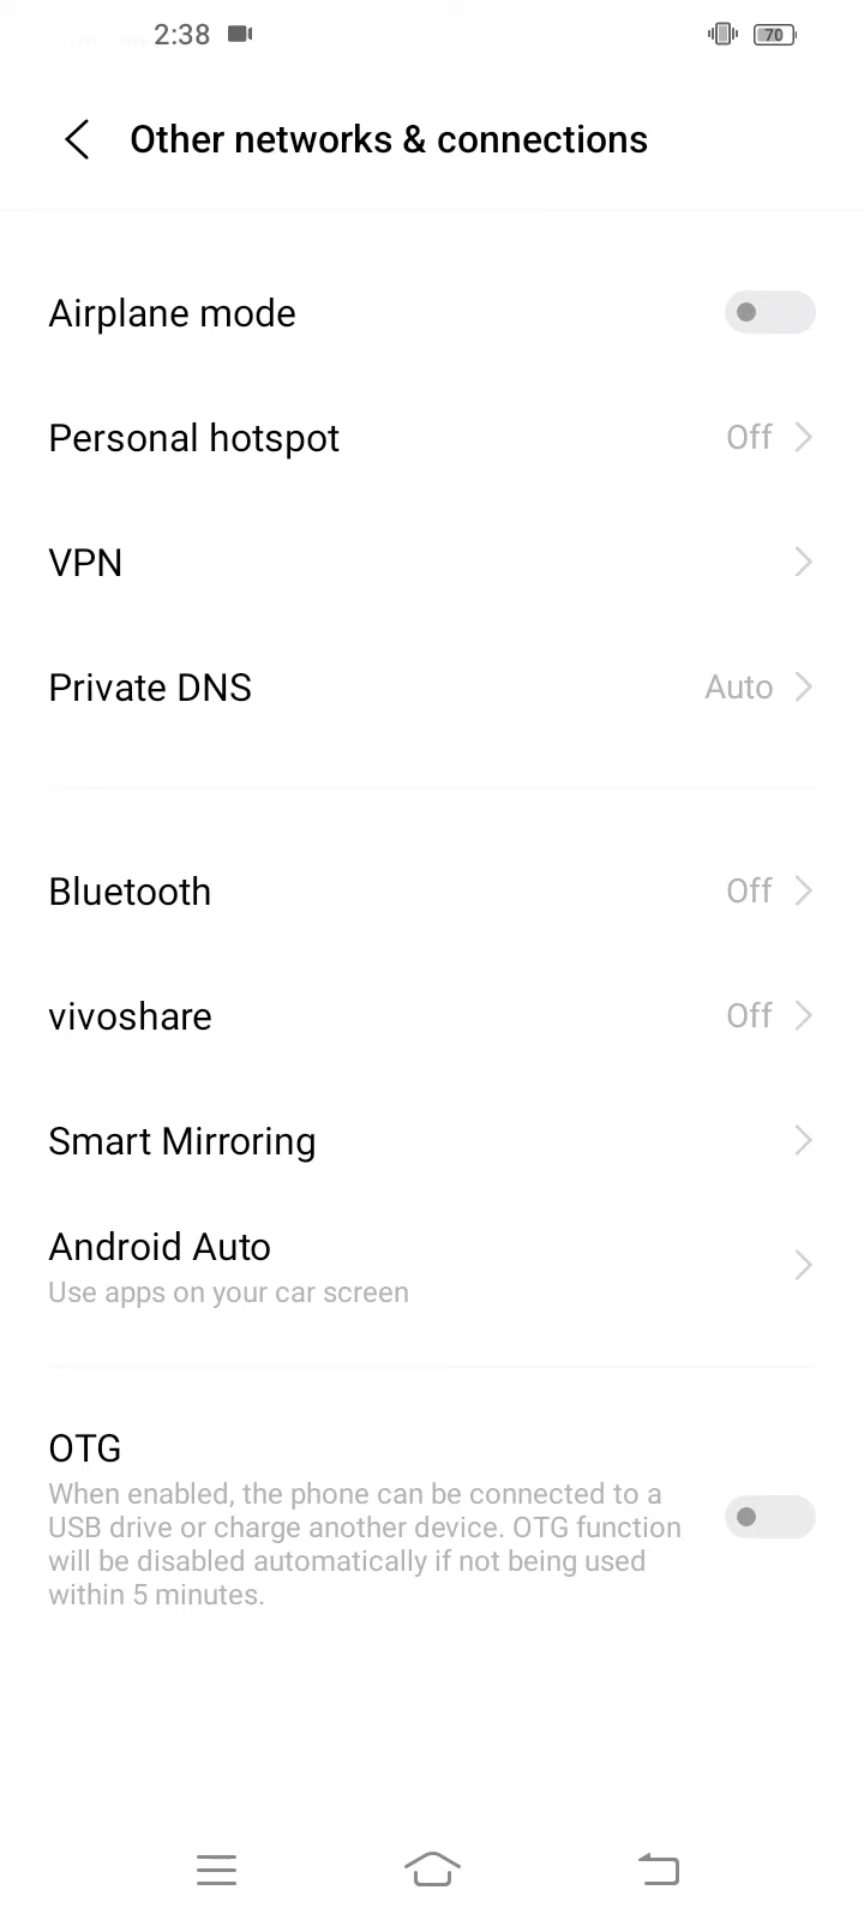 2:38
70
Other networks & connections
Airplane mode
Personal hotspot Off
VPN
Private DNS Auto
Bluetooth Off
vivoshare Off
Smart Mirroring
Android Auto
Use apps on your car screen
OTG
When enabled, the phone can be connected to a
USB drive or charge another device. OTG function
will be disabled automatically if not being used
within 5 minutes.